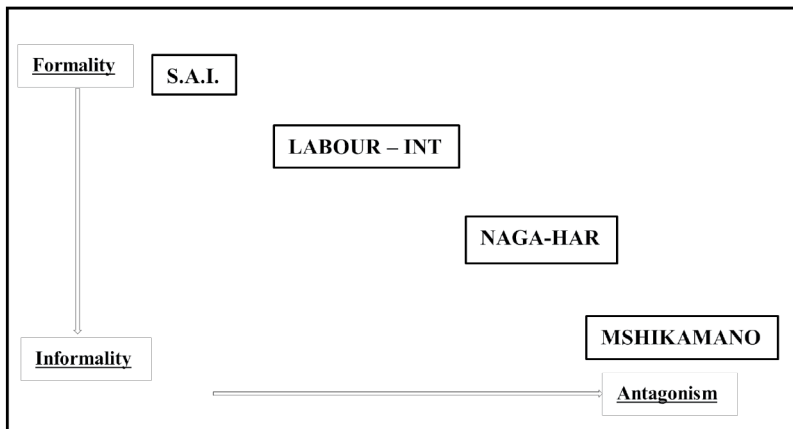 Formality
S.A.I.
LABOUR – INT
NAGA-HAR
MSHIKAMANO
Informality
Antagonism